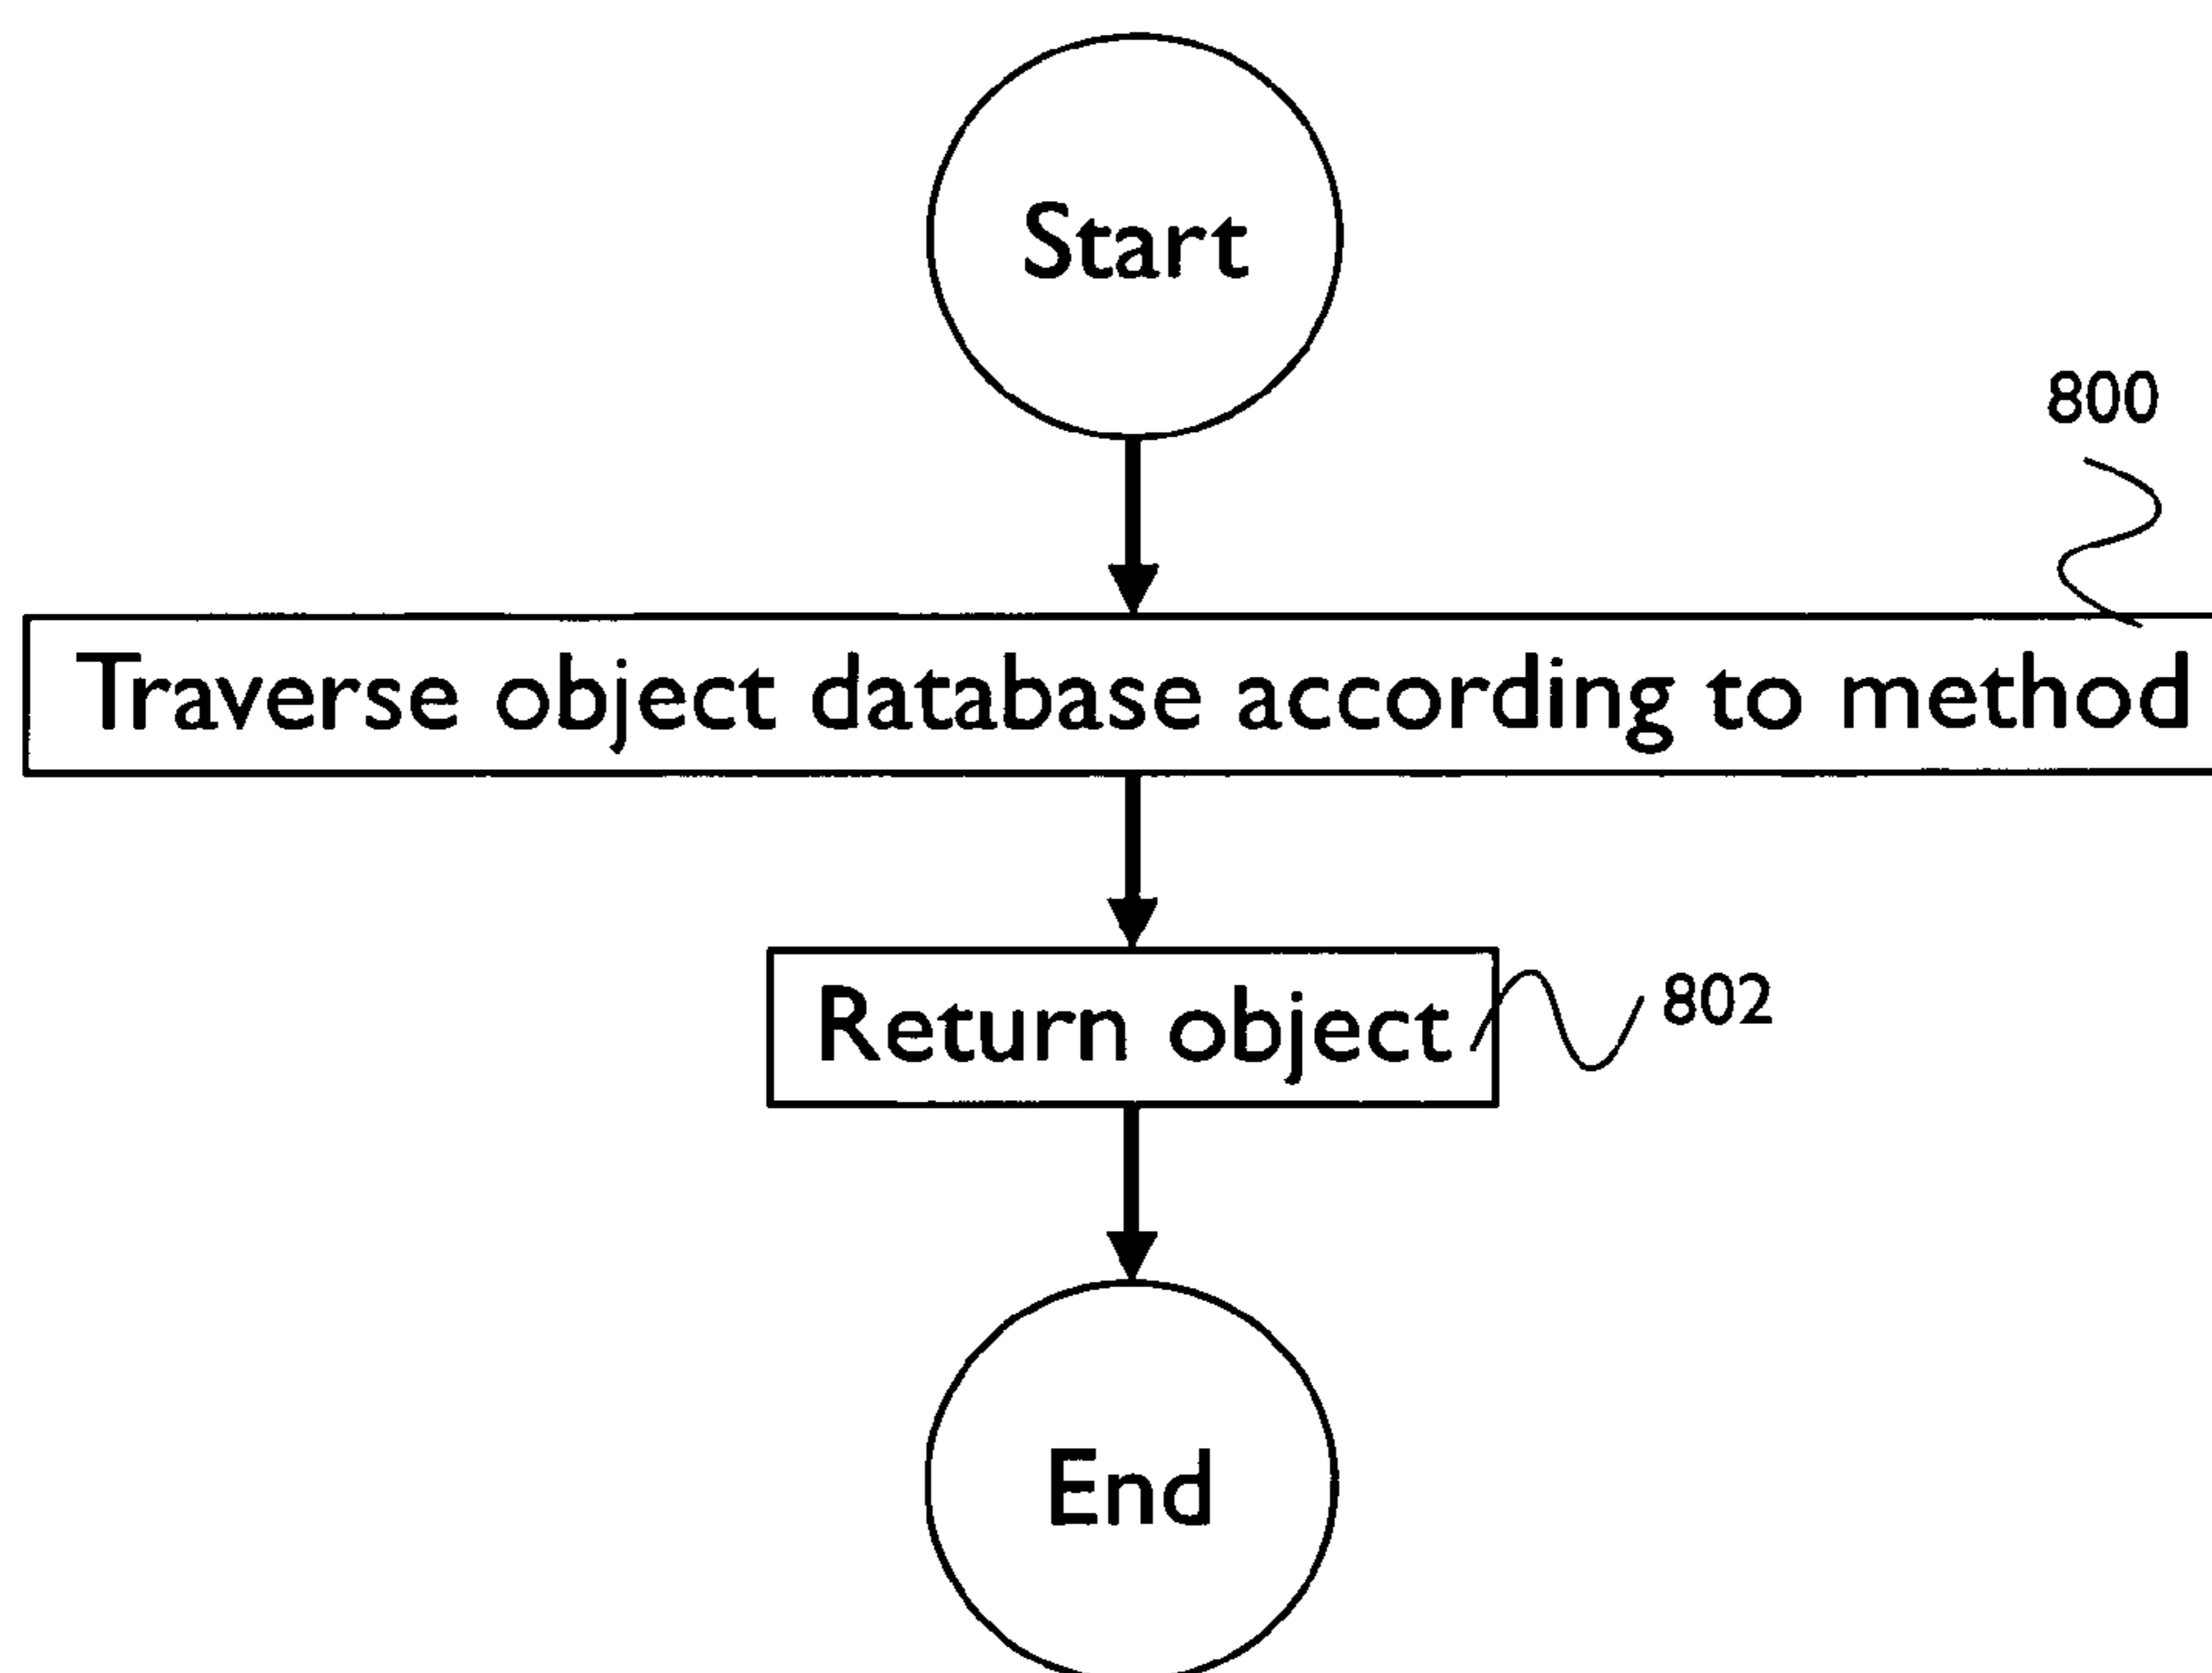 Start
800
Traverse object database according to method
Return object
802
End